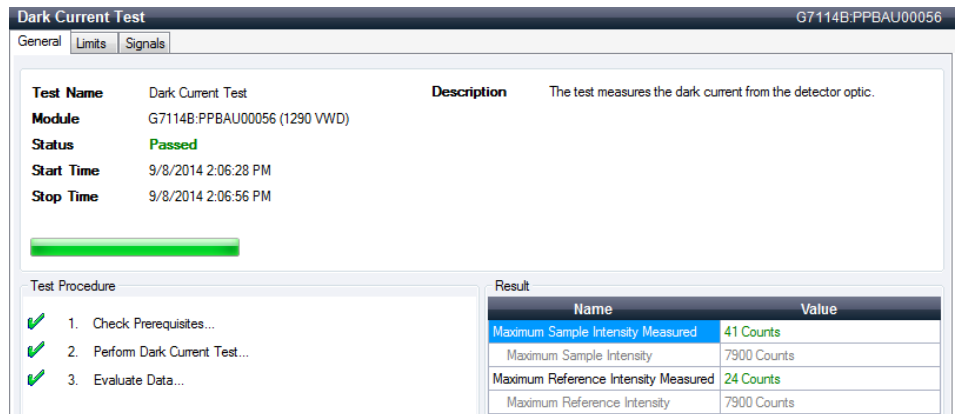 Dark Current Test G7114B:PPBAU00056
General Limits Signals
Test Name Dark Current Test Description The test measures the dark current from the detector optic.
Module G7114B:PPBAU00056 (1290 VWD)
Status Passed
Start Time 9/8/2014 2:06:28 PM
Stop Time 9/8/2014 2:06:56 PM
Test Procedure
1. Check Prerequisites...
2. Perform Dark Current Test...
3. Evaluate Data...
Result
Name Value
Maximum Sample Intensity Measured 41 Counts
Maximum Sample Intensity 7900 Counts
Maximum Reference Intensity Measured 24 Counts
Maximum Reference Intensity 7900 Counts